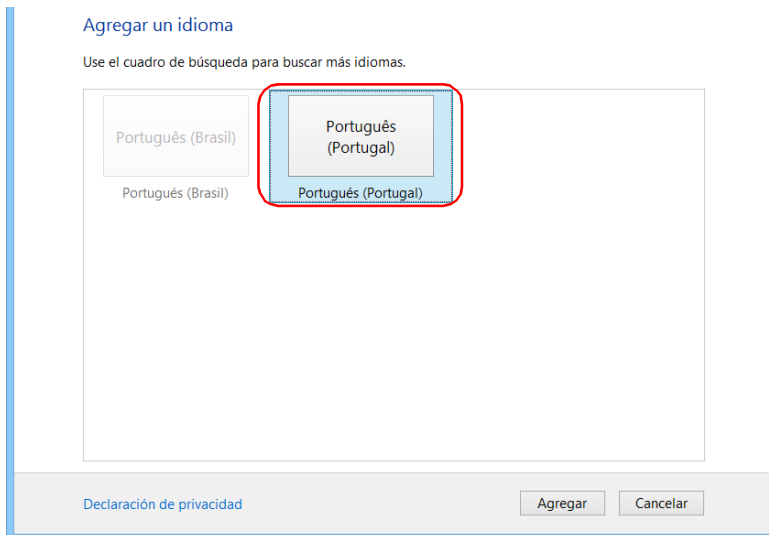 Agregar un idioma
Use el cuadro de búsqueda para buscar más idiomas.
Português (Brasil)
Português
(Portugal)
Portugués (Brasil)
Portugués (Portugal)
Declaración de privacidad
Agregar
Cancelar